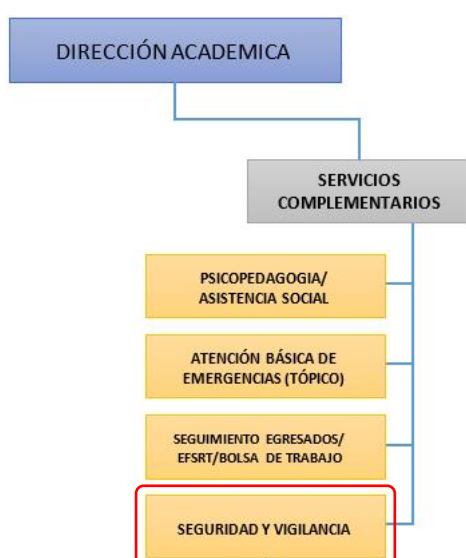 DIRECCIÓN ACADEMICA
SERVICIOS
COMPLEMENTARIOS
PSICOPEDAGOGIA/
ASISTENCIA SOCIAL
ATENCIÓN BÁSICA DE
EMERGENCIAS (TÓPICO)
SEGUIMIENTO EGRESADOS/
EFSRT/BOLSA DE TRABAJO
SEGURIDAD Y VIGILANCIA